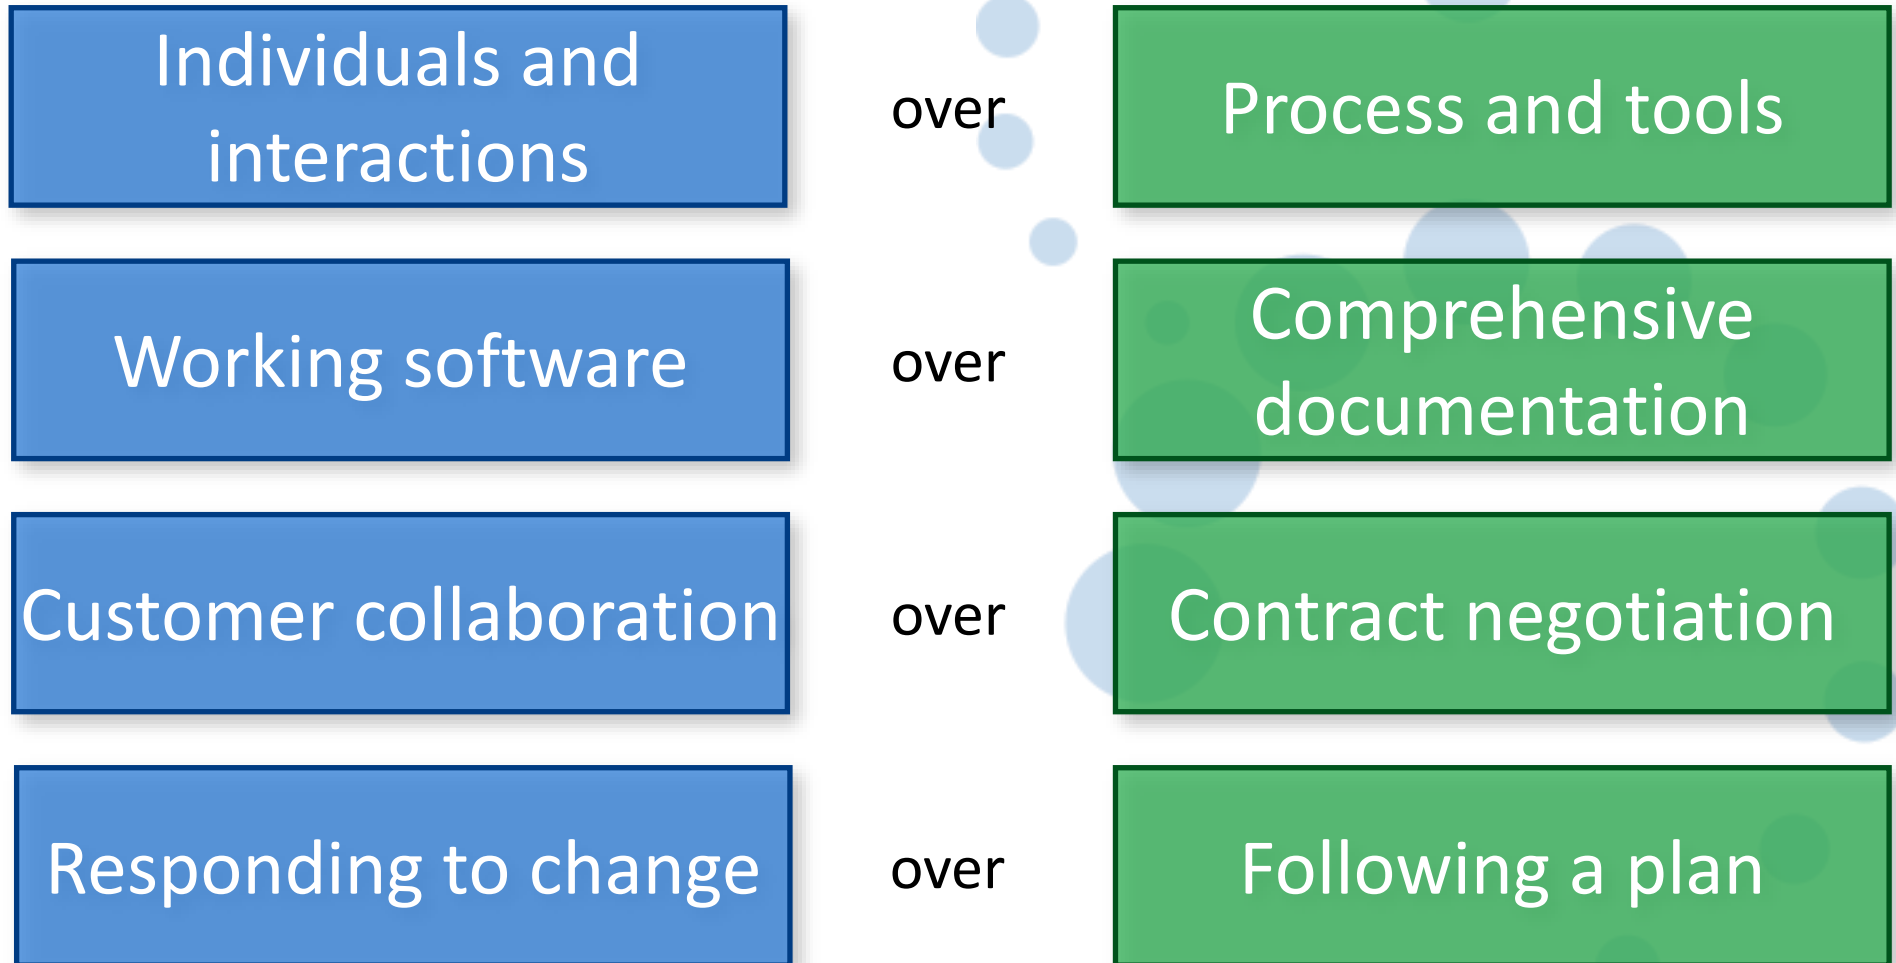 Individuals and
interactions
over
Process and tools
Working software
over
Comprehensive
documentation
Customer collaboration
over
Contract negotiation
Responding to change
over
Following a plan